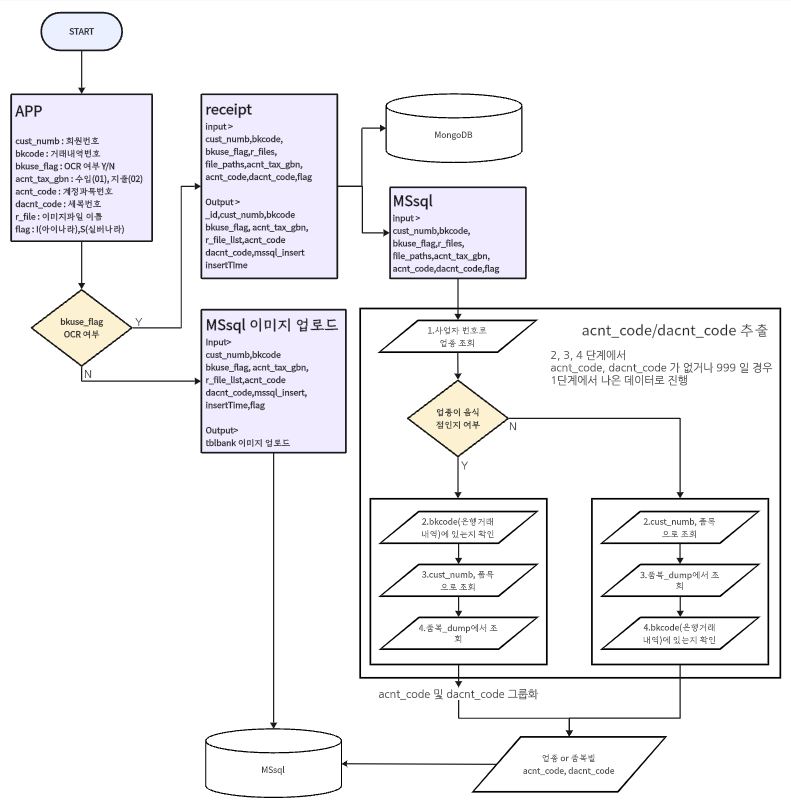 START
APP
cust_numb : 회원번호
bkcode : 거래내역번호
bkuse_flag : OCR 여부 Y/N
acnt_tax_gbn : 수입(01), 지출(02)
acnt_code : 계정과목번호
dacnt_code : 세목번호
r_file : 이미지파일 이름
flag : I(아이나라),S(실버나라)
receipt
input >
cust_numb,bkcode,
bkuse_flag,r_files,
file_paths,acnt_tax_gbn,
acnt_code,dacnt_code,flag
Output >
_id,cust_numb,bkcode
bkuse_flag, acnt_tax_gbn,
r_file_list,acnt_code
dacnt_code,mssql_insert
insertTime
MongoDB
MSsql
input >
cust_numb,bkcode,
bkuse_flag,r_files,
file_paths,acnt_tax_gbn,
acnt_code,dacnt_code,flag
bkuse_flag
OCR 여부
Y
N
MSsql 이미지 업로드
Input>
cust_numb,bkcode
bkuse_flag, acnt_tax_gbn,
r_file_list,acnt_code
dacnt_code,mssql_insert,
insertTime,flag
Output>
tblbank 이미지 업로드
acnt_code/dacnt_code 추출
2, 3, 4 단계에서
acnt_code, dacnt_code 가 없거나 999 일 경우
1단계에서 나온 데이터로 진행
1.사업자 번호로
업종 조회
업종이 음식
점인지 여부
N
Y
2.bkcode(은행거래
내역)에 있는지 확인
3.cust_numb, 품목
으로 조회
4.품목_dump에서 조
회
2.cust_numb, 품목
으로 조회
3.품목_dump에서 조
회
4.bkcode(은행거래
내역)에 있는지 확인
acnt_code 및 dacnt_code 그룹화
업종 or 품목별
acnt_code, dacnt_code
MSsql